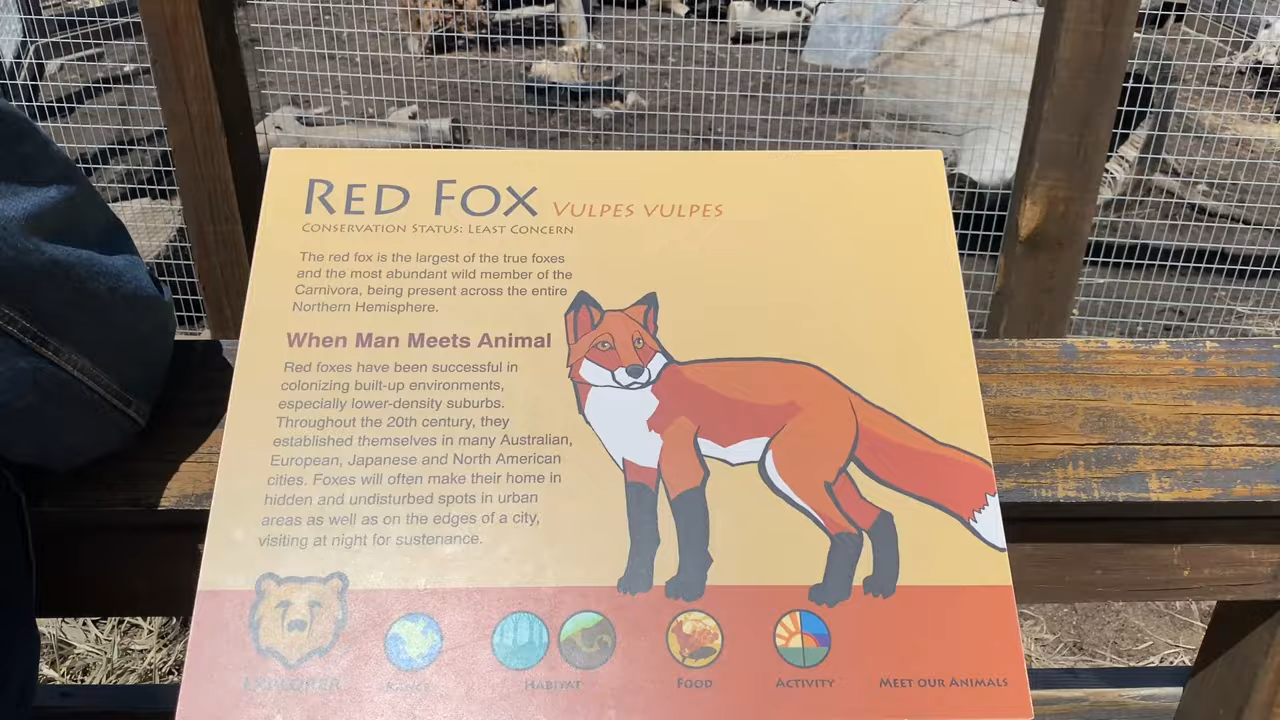 RED FOX VULPES VULPES
CONSERVATION STATUS: LEAST CONCERN
The red fox is the largest of the true foxes
and the most abundant wild member of the
Carnivora, being present across the entire
Northern Hemisphere.
When Man Meets Animal
Red foxes have been successful in
colonizing built-up environments,
especially lower-density suburbs.
Throughout the 20th century, they
established themselves in many Australian,
European, Japanese and North American
cities. Foxes will often make their home in
hidden and undisturbed spots in urban
areas as well as on the edges of a city,
visiting at night for sustenance.
EXPLORER
RANGE
HABITAT
FOOD
ACTIVITY
MEET OUR ANIMALS